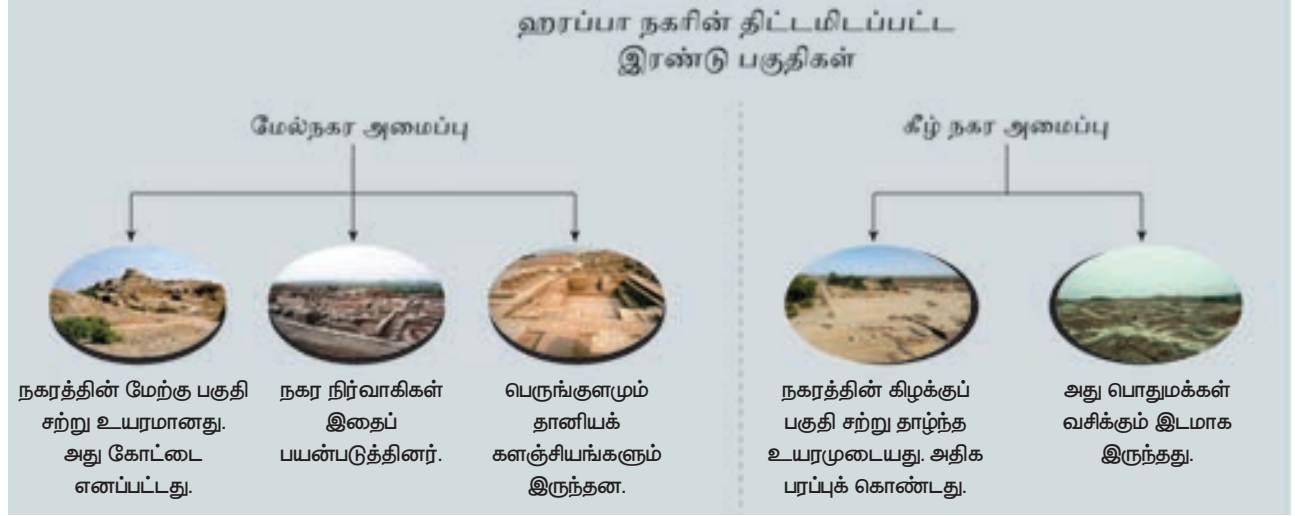 ஹரப்பா நகரின் திட்டமிடப்பட்ட
இரண்டு பகுதிகள்
மேல்நகர அமைப்பு
நகரத்தின் மேற்கு பகுதி
சற்று உயரமானது.
அது கோட்டை
எனப்பட்டது.
நகர நிர்வாகிகள்
இதைப்
பயன்படுத்தினர்.
பெருங்குளமும்
தானியக்
களஞ்சியங்களும்
இருந்தன.
கீழ் நகர அமைப்பு
நகரத்தின் கிழக்குப்
பகுதி சற்று தாழ்ந்த
உயரமுடையது. அதிக
பரப்புக் கொண்டது.
அது பொதுமக்கள்
வசிக்கும் இடமாக
இருந்தது.